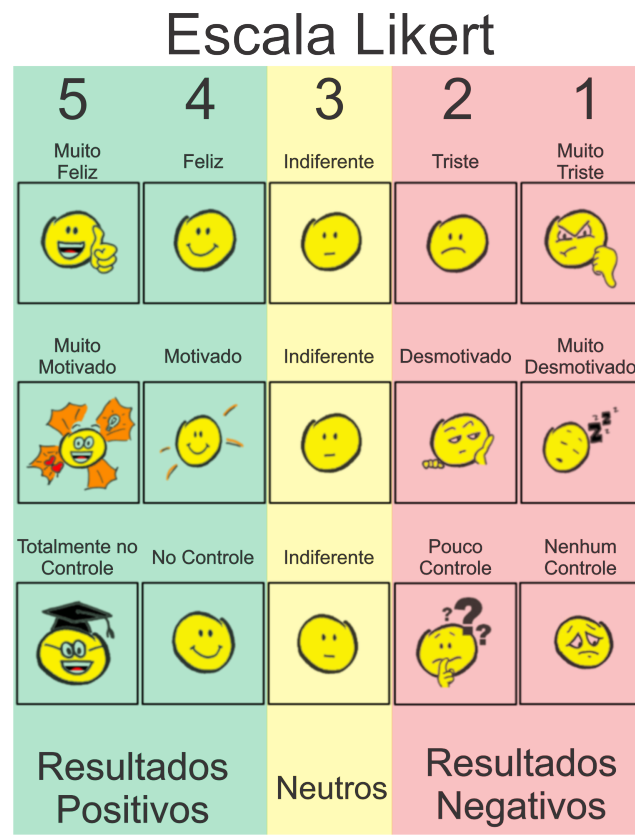 Escala Likert
5 4 3 2 1
Muito
Feliz
Feliz
Indiferente
Triste
Muito
Triste
Muito
Motivado
Motivado
Indiferente
Desmotivado
Muito
Desmotivado
z z z z
Totalmente no
Controle
No Controle
Indiferente
Pouco
Controle
Nenhum
Controle
? ? ?
Resultados
Positivos
Neutros
Resultados
Negativos